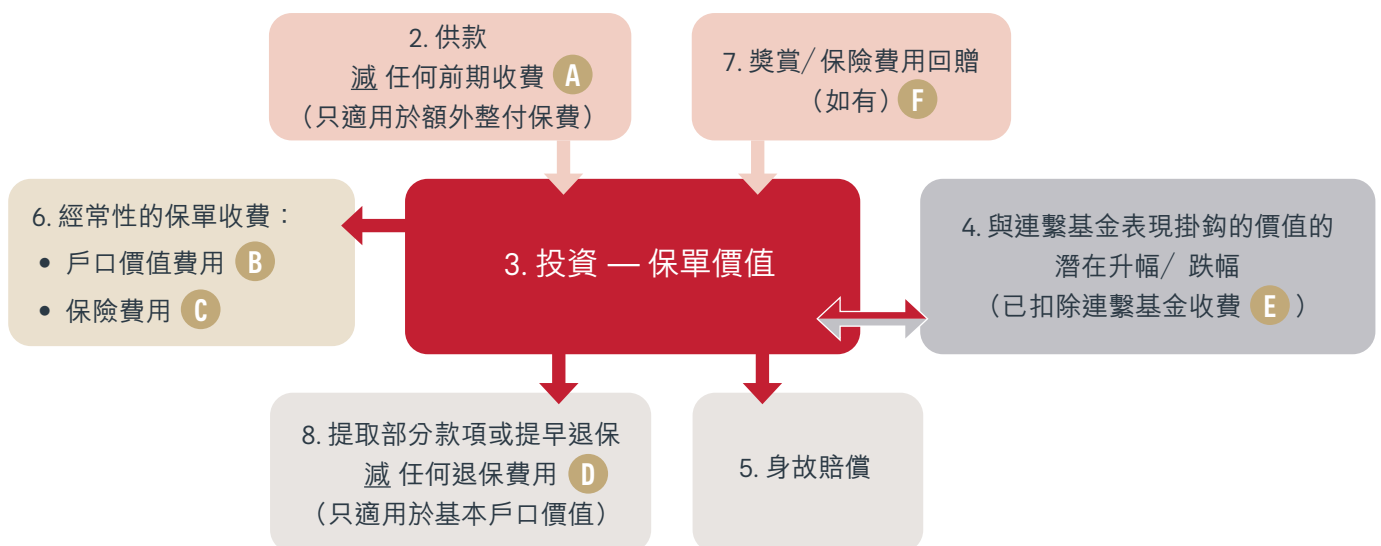 2. 供款
減 任何前期收費 A
（只適用於額外整付保費）
7. 獎賞/ 保險費用回贈
（如有） F
6. 經常性的保單收費：
• 戶口價值費用 B
• 保險費用 C
3. 投資 — 保單價值
4. 與連繫基金表現掛鈎的價值的
潛在升幅/ 跌幅
（已扣除連繫基金收費 E ）
8. 提取部分款項或提早退保
減 任何退保費用 D
（只適用於基本戶口價值）
5. 身故賠償